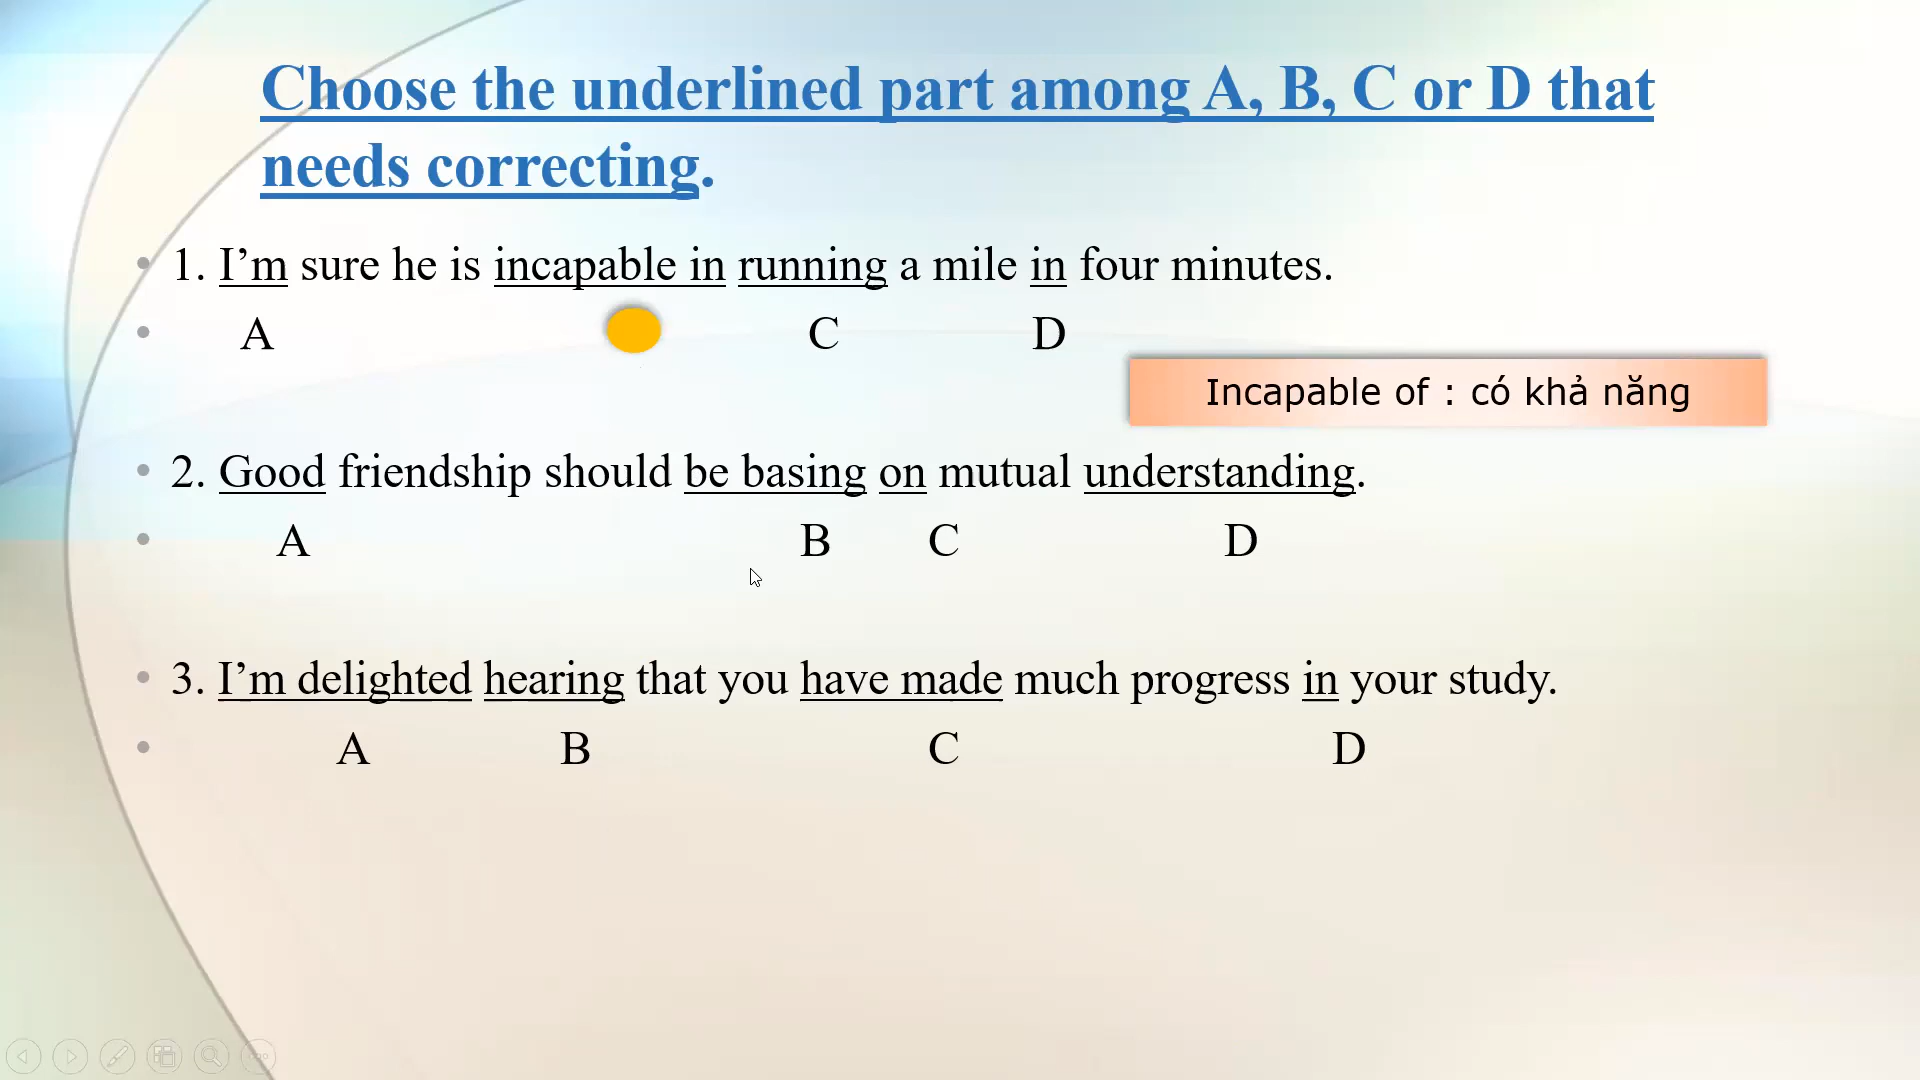 Choose the underlined part among A, B, C or D that
needs correcting.
1. I’m sure he is incapable in running a mile in four minutes.
A C D
Incapable of : có khả năng
2. Good friendship should be basing on mutual understanding.
A B C D
3. I’m delighted hearing that you have made much progress in your study.
A B C D